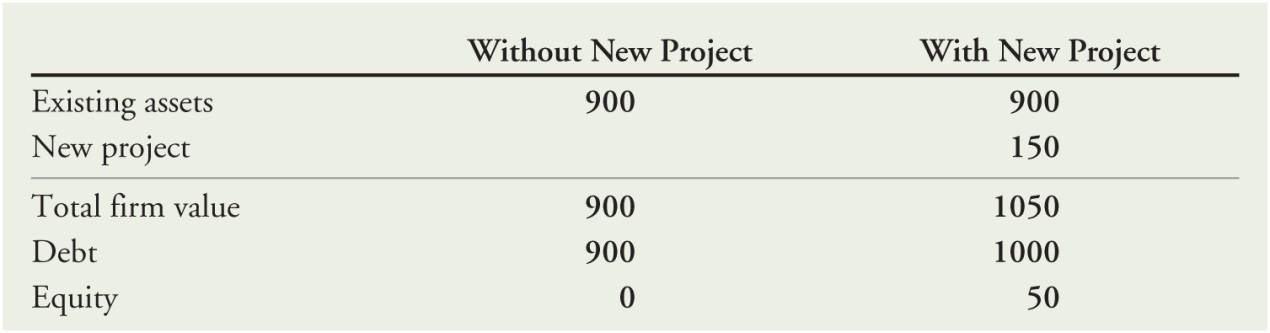 Without New Project With New Project
Existing assets 900 900
New project 150
Total firm value 900 1050
Debt 900 1000
Equity 0 50